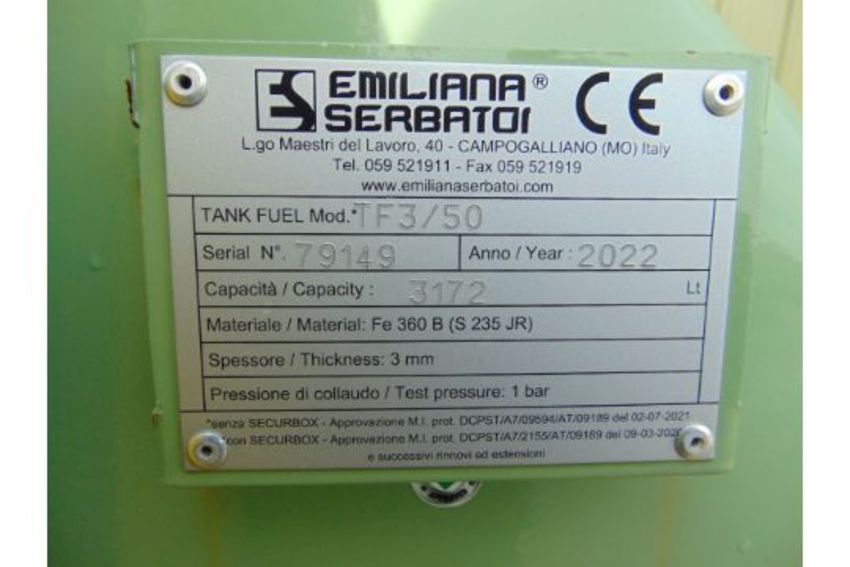 EMILIANA®
SERBATOI
CE
L.go Maestri del Lavoro, 40 - CAMPOGALLIANO (MO) Italy
Tel. 059 521911 - Fax 059 521919
www.emilianaserbatoi.com
TANK FUEL Mod.* TF3/50
Serial N°. 79149 Anno / Year : 2022
Capacità / Capacity : 3172 Lt
Materiale / Material: Fe 360 B (S 235 JR)
Spessore / Thickness: 3 mm
Pressione di collaudo / Test pressure: 1 bar
*senza SECURBOX - Approvazione M.I. prot. DCPST/A7/09594/AT/09189 del 02-07-2021
*con SECURBOX - Approvazione M.I. prot. DCPST/A7/2155/AT/09189 del 09-03-2020
e successivi rinnovi ed estensioni